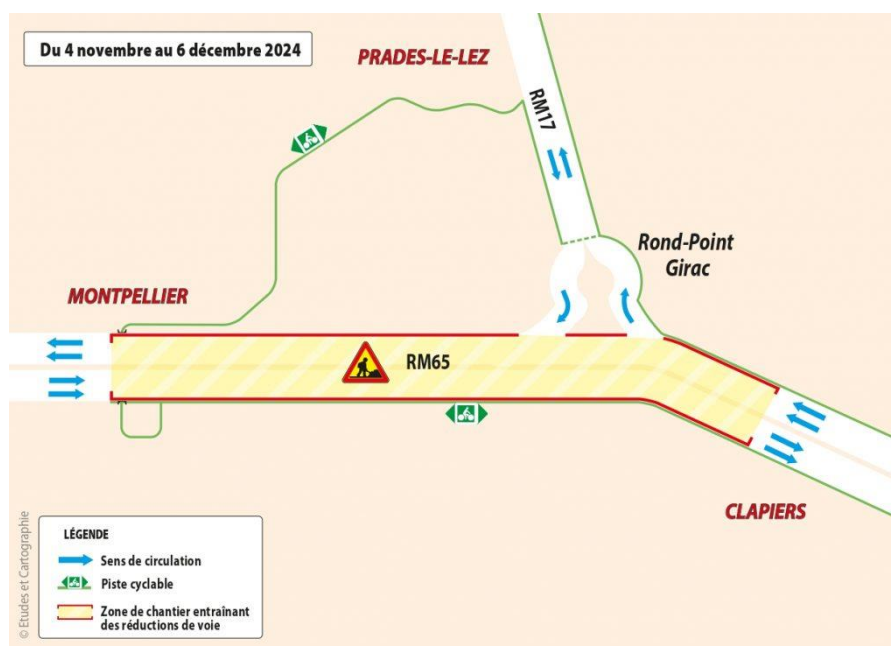 Du 4 novembre au 6 décembre 2024
PRADES-LE-LEZ
RM17
Rond-Point
Girac
MONTPELLIER
RM65
CLAPIERS
LÉGENDE
Sens de circulation
Piste cyclable
Zone de chantier entraînant
des réductions de voie
© Etudes et Cartographie